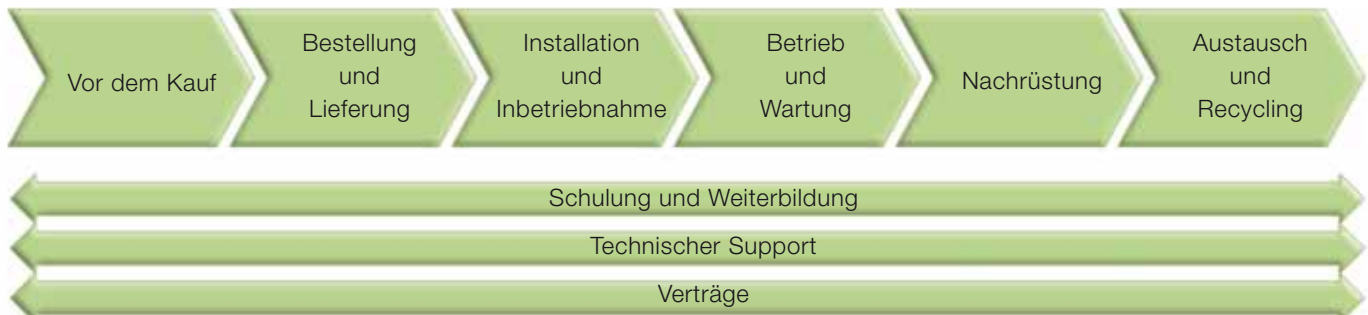 Vor dem Kauf
Bestellung
und
Lieferung
Installation
und
Inbetriebnahme
Betrieb
und
Wartung
Nachrüstung
Austausch
und
Recycling
Schulung und Weiterbildung
Technischer Support
Verträge